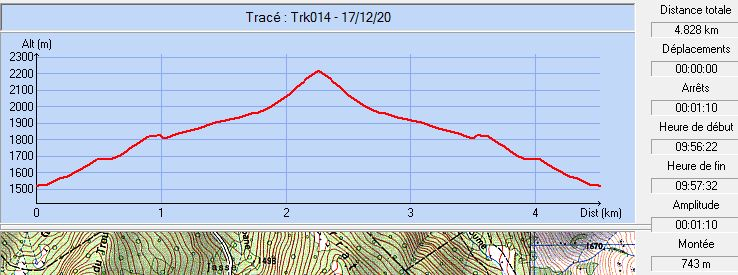 Tracé : Trk014 - 17/12/20
Alt (m)
2300
2200
2100
2000
1900
1800
1700
1600
1500
0 1 2 3 4 Dist (km)
Distance totale
4.828 km
Déplacements
00:00:00
Arrêts
00:01:10
Heure de début
09:56:22
Heure de fin
09:57:32
Amplitude
00:01:10
Montée
743 m
1498
1670